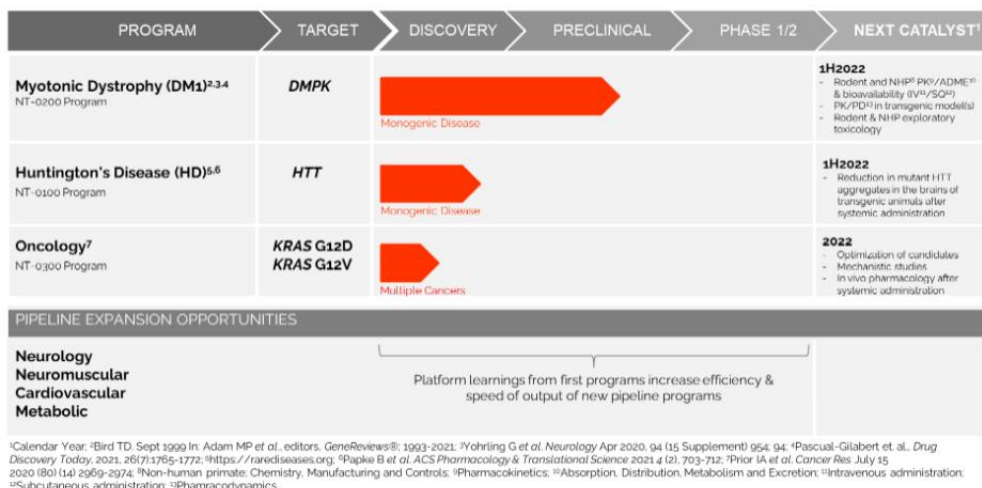 PROGRAM TARGET DISCOVERY PRECLINICAL PHASE 1/2 NEXT CATALYST¹
Myotonic Dystrophy (DM1)²,³,⁴
NT-0200 Program
DMPK
Monogenic Disease
1H2022
- Rodent and NHP⁸ PK⁹/ADME¹⁰
& bioavailability (IV¹¹/SQ¹²)
- PK/PD¹³ in transgenic model(s)
- Rodent & NHP exploratory
toxicology
Huntington's Disease (HD)⁵,⁶
NT-0100 Program
HTT
Monogenic Disease
1H2022
- Reduction in mutant HTT
aggregates in the brains of
transgenic animals after
systemic administration
Oncology⁷
NT-0300 Program
KRAS G12D
KRAS G12V
Multiple Cancers
2022
- Optimization of candidates
- Mechanistic studies
- In vivo pharmacology after
systemic administration
PIPELINE EXPANSION OPPORTUNITIES
Neurology
Neuromuscular
Cardiovascular
Metabolic
Platform learnings from first programs increase efficiency &
speed of output of new pipeline programs
¹Calendar Year; ²Bird TD. Sept 1999 In: Adam MP et al., editors. GeneReviews®; 1993-2021; ³Yohrling G et al. Neurology Apr 2020, 94 (15 Supplement) 954; 94; ⁴Pascual-Gilabert et. al., Drug
Discovery Today, 2021, 26(7):1765-1772; ⁵https://rarediseases.org; ⁶Papke B et al. ACS Pharmacology & Translational Science 2021 4 (2), 703-712; ⁷Prior IA et al. Cancer Res. July 15
2020 (80) (14) 2969-2974; ⁸Non-human primate; Chemistry, Manufacturing and Controls; ⁹Pharmacokinetics; ¹⁰Absorption, Distribution, Metabolism and Excretion; ¹¹Intravenous administration;
¹²Subcutaneous administration; ¹³Phamracodynamics